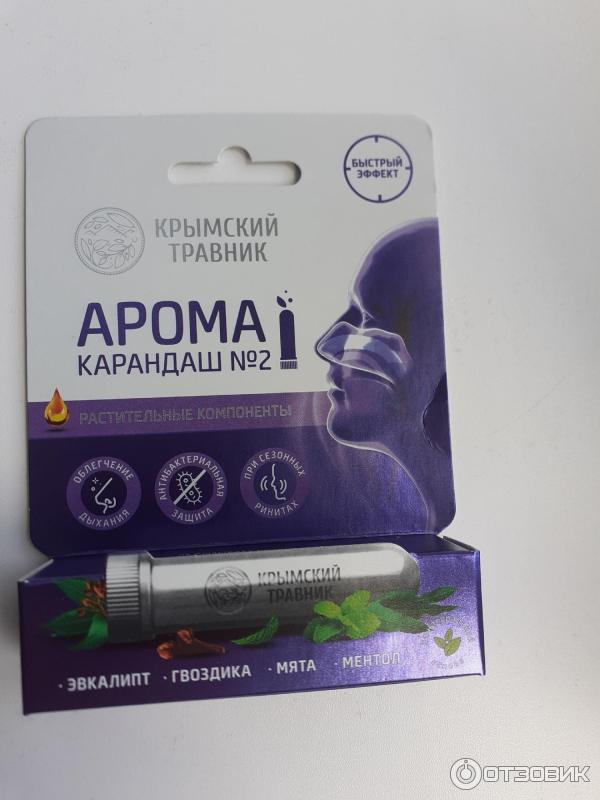 БЫСТРЫЙ
ЭФФЕКТ
КРЫМСКИЙ
ТРАВНИК
АРОМА
КАРАНДАШ №2
РАСТИТЕЛЬНЫЕ КОМПОНЕНТЫ
ОБЛЕГЧЕНИЕ
ДЫХАНИЯ
АНТИБАКТЕРИАЛЬНАЯ
ЗАЩИТА
ПРИ СЕЗОННЫХ
РИНИТАХ
КРЫМСКИЙ
ТРАВНИК
· ЭВКАЛИПТ · ГВОЗДИКА · МЯТА · МЕНТОЛ
ОТЗОВИК